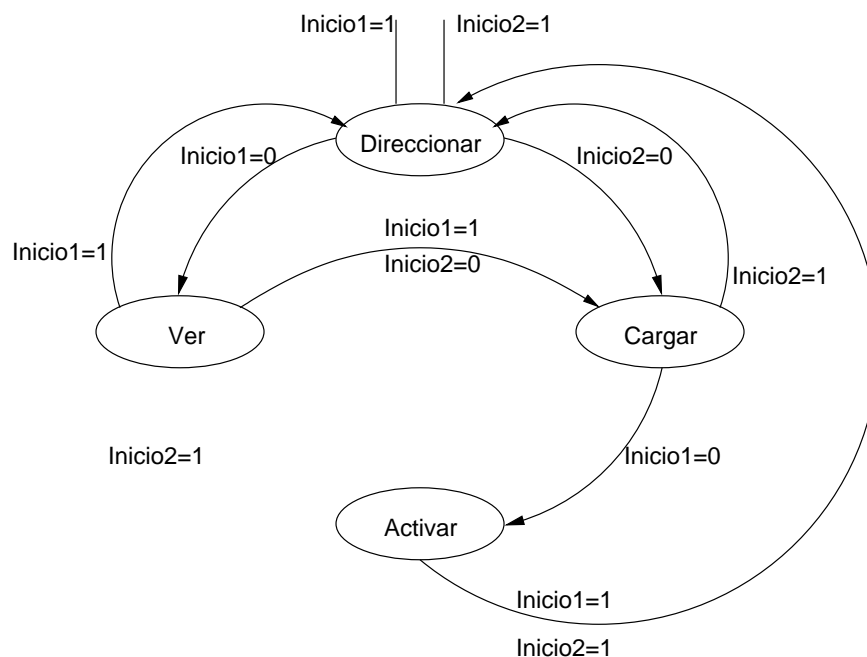 Inicio1=1
Inicio2=1
Direccionar
Inicio1=0
Inicio2=0
Inicio1=1
Inicio1=1
Inicio2=0
Inicio2=1
Ver
Cargar
Inicio2=1
Inicio1=0
Activar
Inicio1=1
Inicio2=1